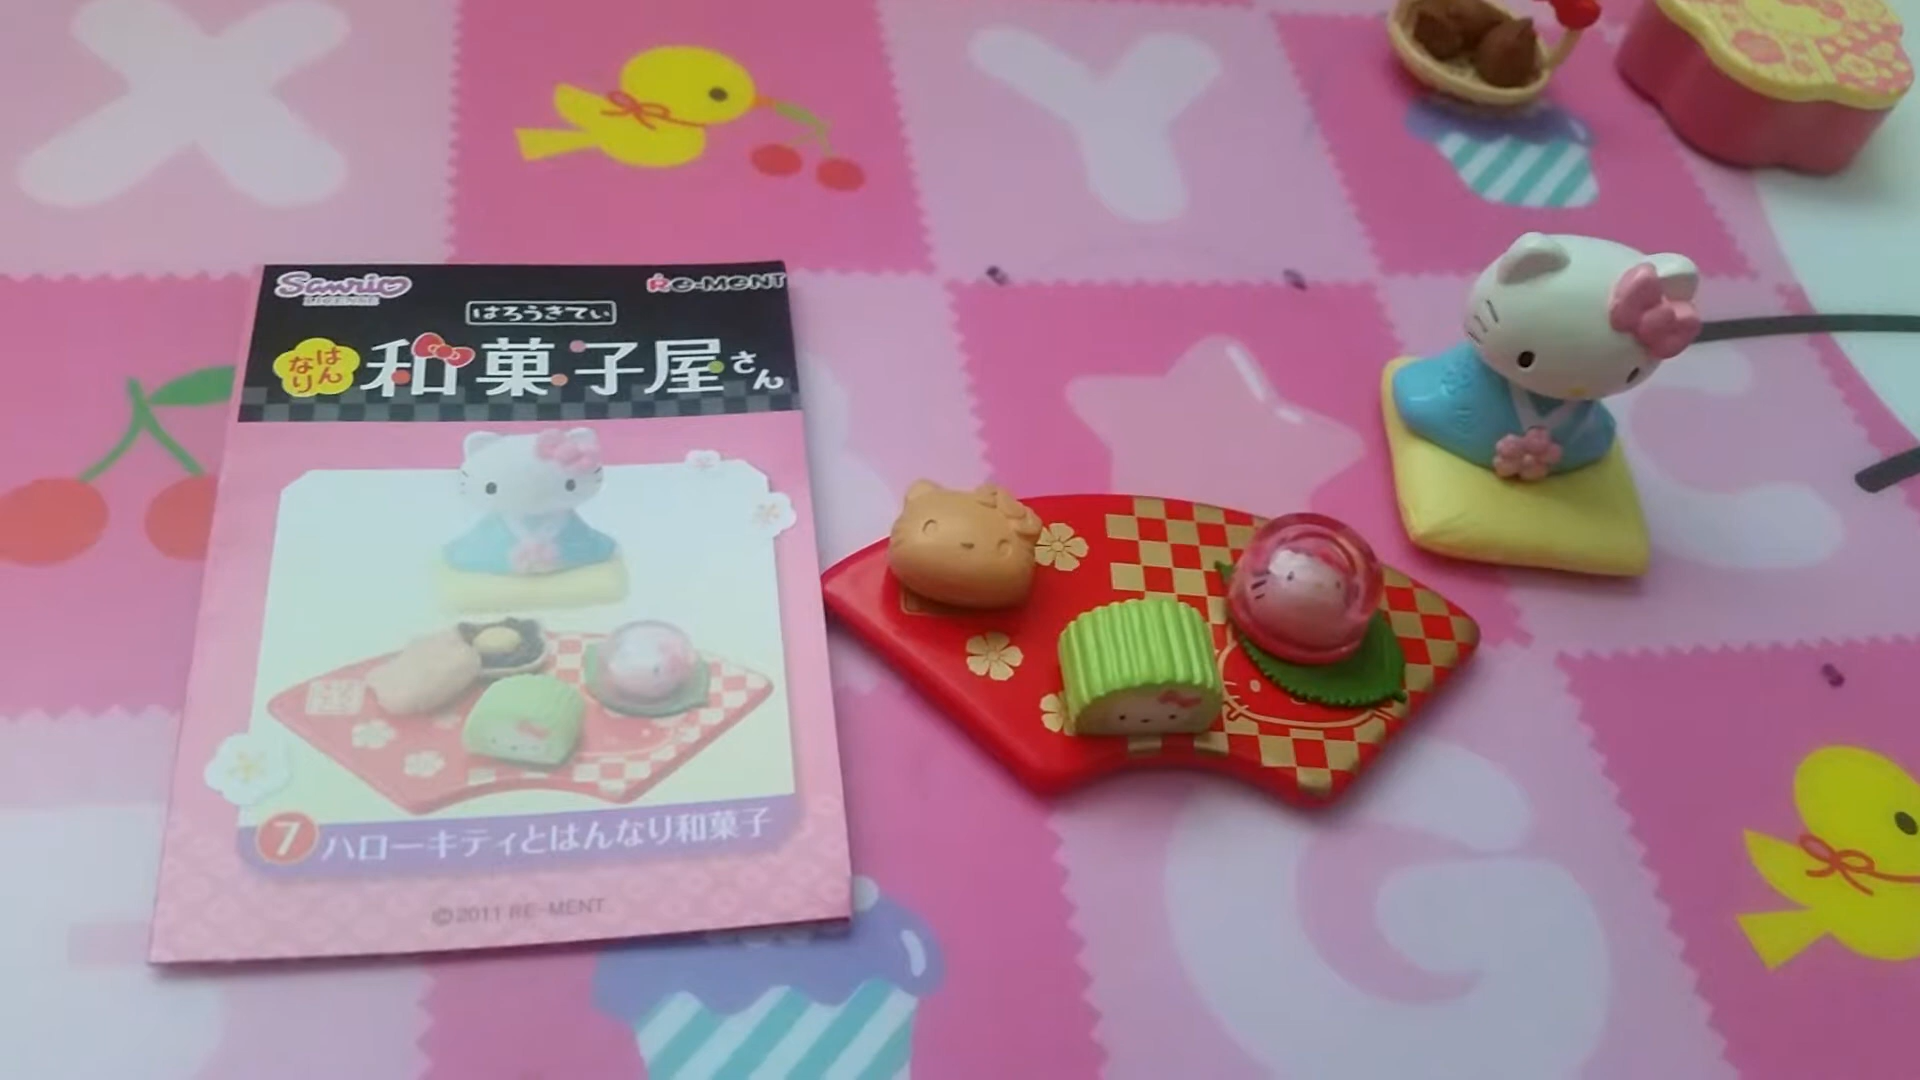 X
Y
Sanrio
LICENSE
RE-MENT
はろうきてぃ
はんなり
和菓子屋さん
7 ハローキティとはんなり和菓子
©2011 RE-MENT